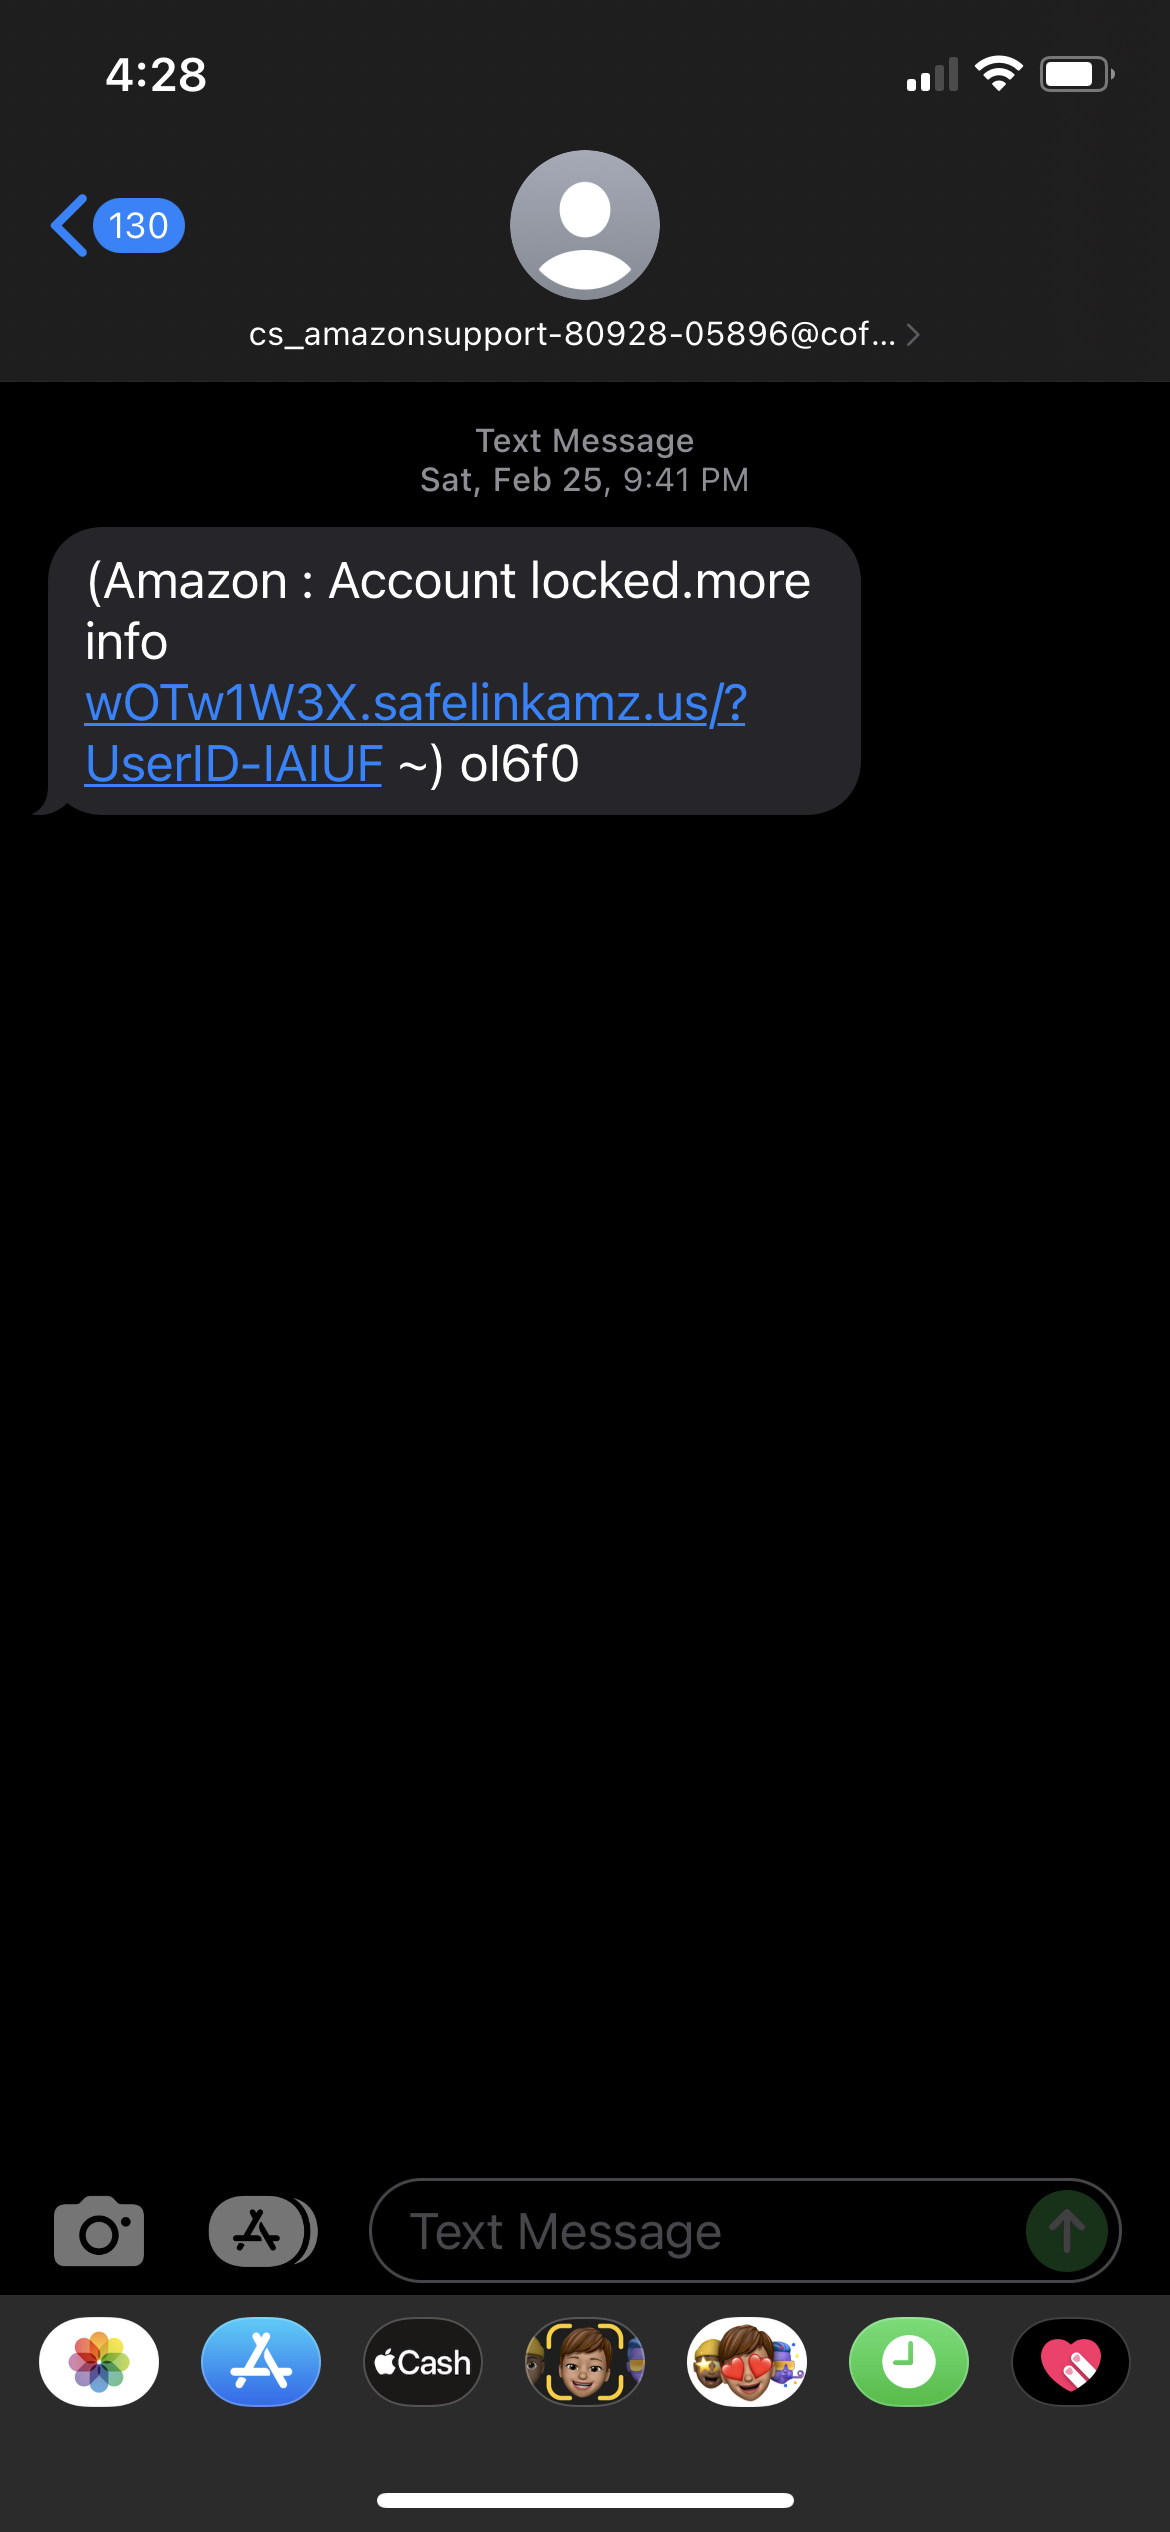 4:28
130
cs_amazonsupport-80928-05896@cof...
Text Message
Sat, Feb 25, 9:41 PM
(Amazon : Account locked.more
info
wOTw1W3X.safelinkamz.us/?
UserID-IAIUF ~) ol6f0
Text Message
Cash